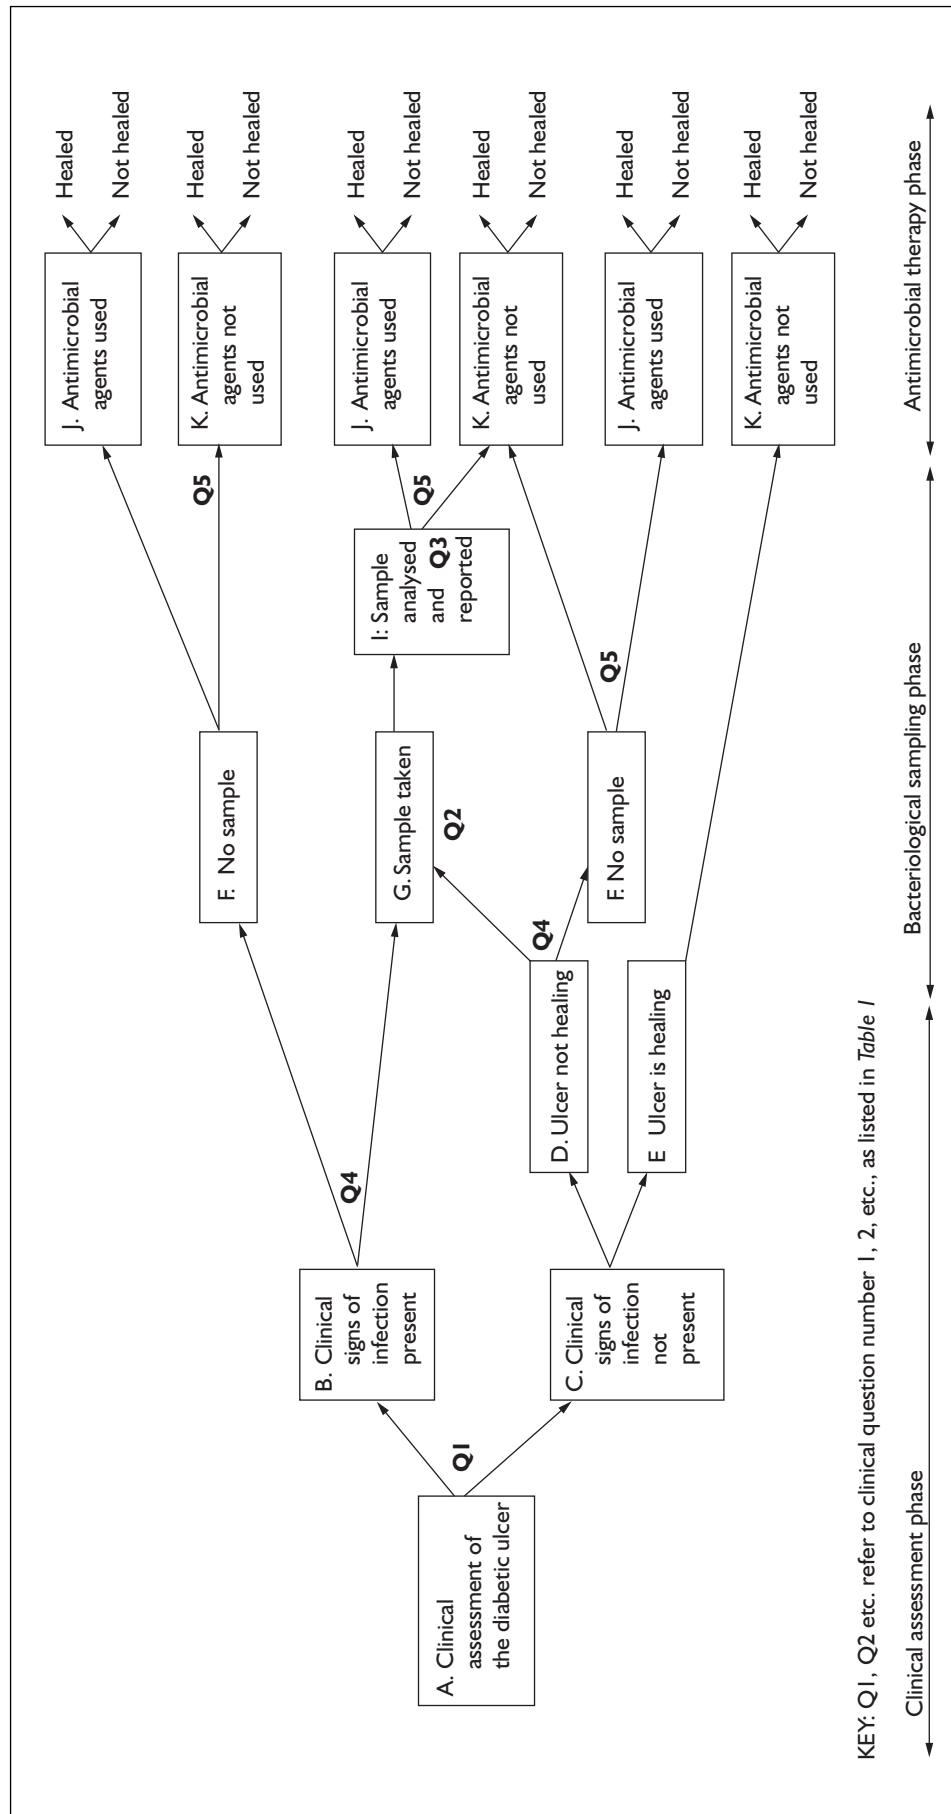 A. Clinical
assessment of
the diabetic ulcer
Q1
B. Clinical
signs of
infection
present
C. Clinical
signs of
infection
not
present
Q4
D. Ulcer not healing
E Ulcer is healing
Q4
F. No sample
G. Sample taken
Q2
F. No sample
I: Sample
analysed
and Q3
reported
Q5
Q5
Q5
J. Antimicrobial
agents used
K. Antimicrobial
agents not
used
J. Antimicrobial
agents used
K. Antimicrobial
agents not
used
J. Antimicrobial
agents used
K. Antimicrobial
agents not
used
Healed
Not healed
Healed
Not healed
Healed
Not healed
Healed
Not healed
Healed
Not healed
Healed
Not healed
KEY: Q1, Q2 etc. refer to clinical question number 1, 2, etc., as listed in Table 1
Clinical assessment phase
Bacteriological sampling phase
Antimicrobial therapy phase